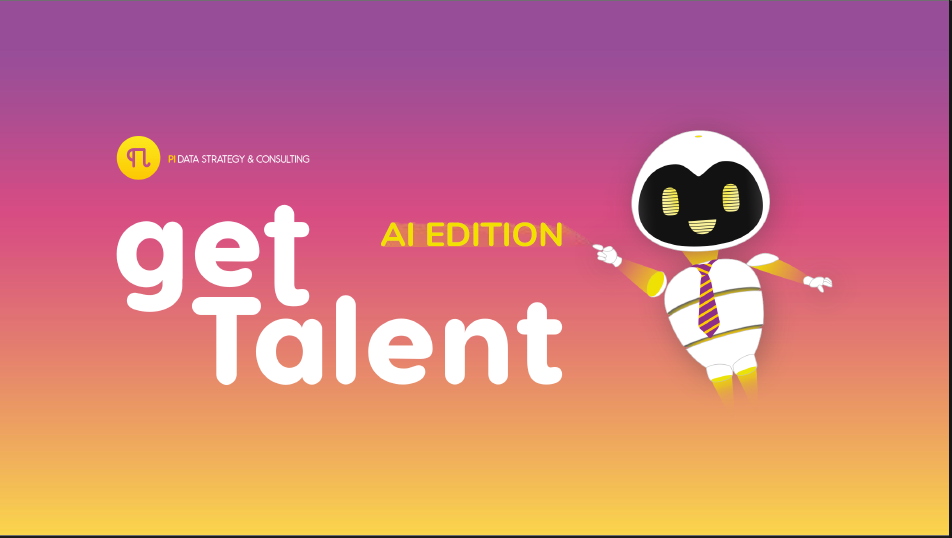 PI DATA STRATEGY & CONSULTING
get
AI EDITION
Talent